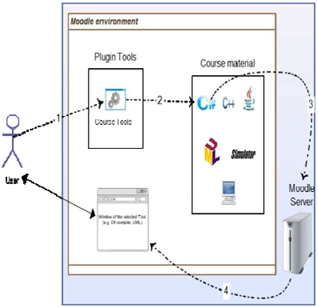 Moodle environment
Plugin Tools
Course material
1
2
3
C#
C++
Course Tools
UML
Simulator
User
Moodle
Server
Window of the selected Tool
(e.g. C# compiler, UML)
4